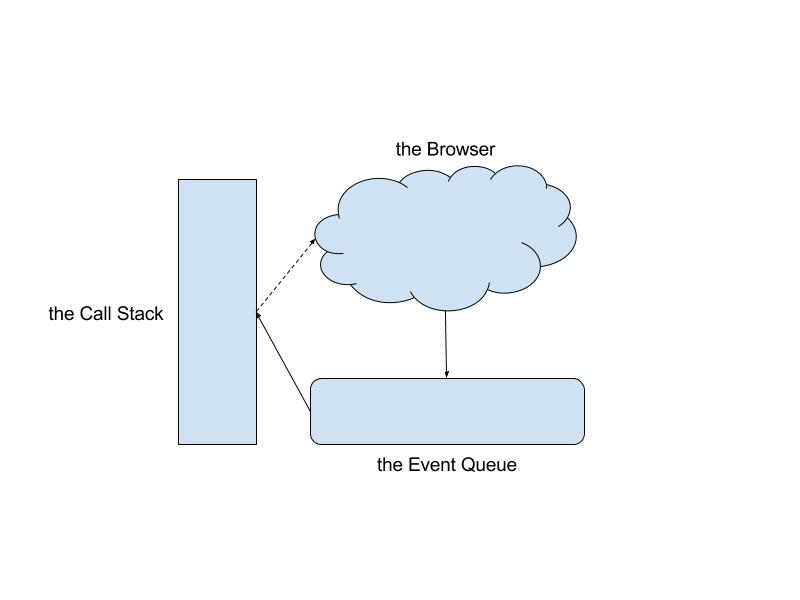 the Browser
the Call Stack
the Event Queue